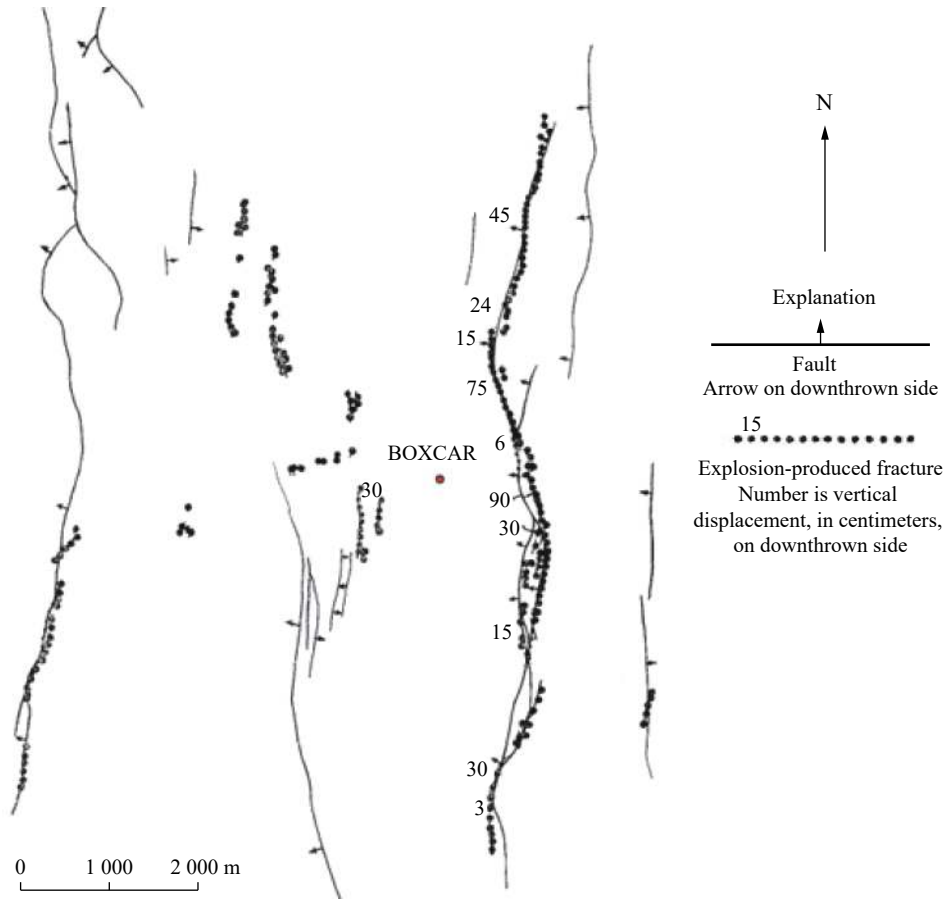 N
45
24
15
75
6
BOXCAR
30
90
30
15
30
3
Explanation
Fault
Arrow on downthrown side
15
Explosion-produced fracture
Number is vertical
displacement, in centimeters,
on downthrown side
0 1 000 2 000 m